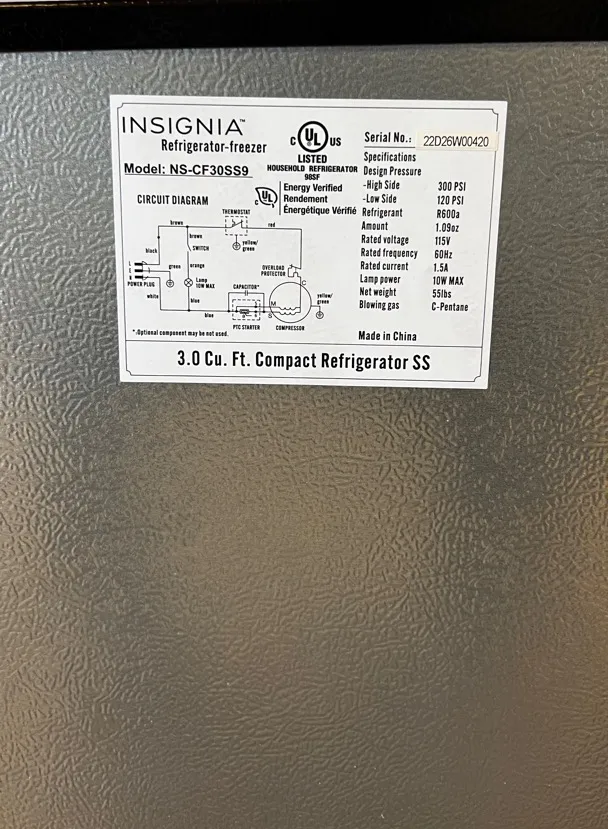 INSIGNIA™
Refrigerator-freezer
Model: NS-CF30SS9
C UL US
LISTED
HOUSEHOLD REFRIGERATOR
98SF
C UL
Energy Verified
Rendement
Énergétique Vérifié
Serial No.: 22D26W00420
Specifications
Design Pressure
-High Side 300 PSI
-Low Side 120 PSI
Refrigerant R600a
Amount 1.09oz
Rated voltage 115V
Rated frequency 60Hz
Rated current 1.5A
Lamp power 10W MAX
Net weight 55lbs
Blowing gas C-Pentane
Made in China
CIRCUIT DIAGRAM
THERMOSTAT
brown
red
brown
black
SWITCH
yellow/
green
L
E
N
POWER PLUG
green
orange
Lamp
10W MAX
OVERLOAD
PROTECTOR
C
white
blue
CAPACITOR*
M
S
yellow/
green
blue
PTC STARTER
COMPRESSOR
*:Optional component may be not used.
3.0 Cu. Ft. Compact Refrigerator SS